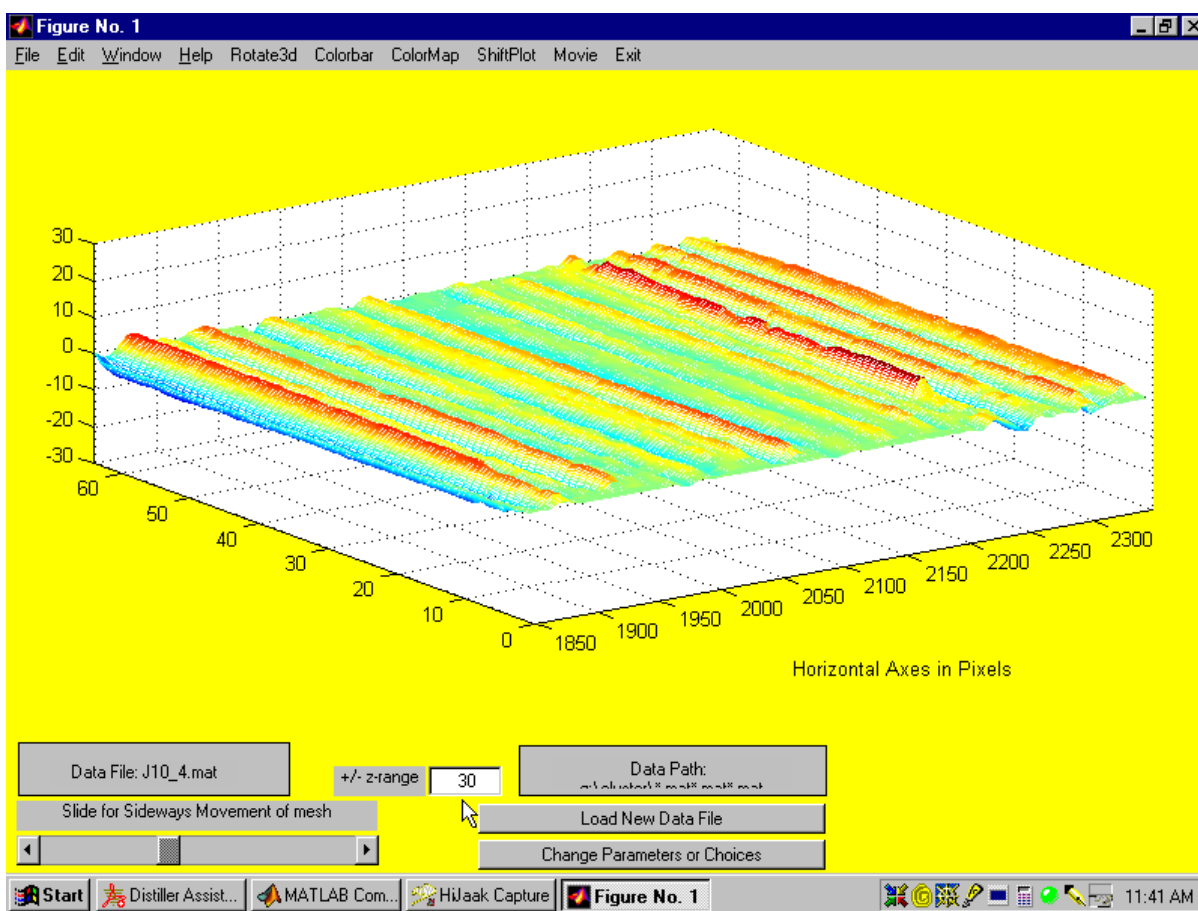 Figure No. 1
File Edit Window Help Rotate3d Colorbar ColorMap ShiftPlot Movie Exit
30
20
10
0
-10
-20
-30
60
50
40
30
20
10
0
1850
1900
1950
2000
2050
2100
2150
2200
2250
2300
Horizontal Axes in Pixels
Data File: J10_4.mat
+/- z-range
30
Data Path:
Slide for Sideways Movement of mesh
Load New Data File
Change Parameters or Choices
Start Distiller Assist... MATLAB Com... HiJaak Capture Figure No. 1 11:41 AM